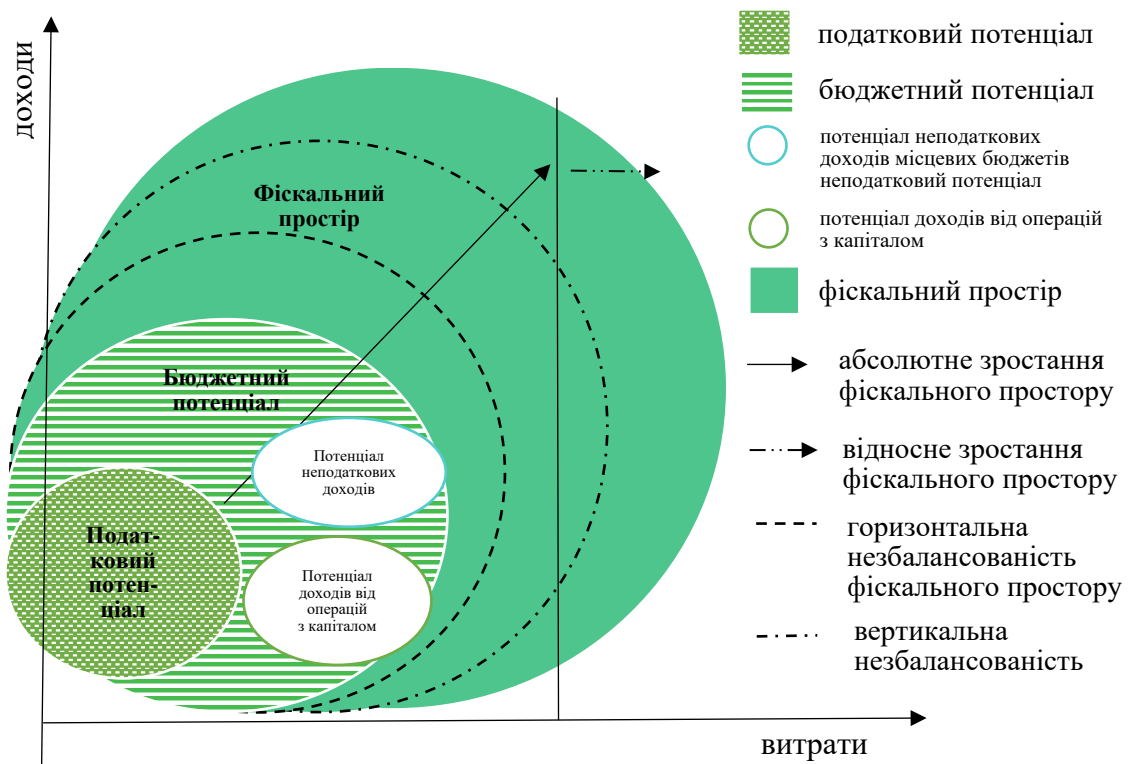 доходи
Фіскальний
простір
Бюджетний
потенціал
Потенціал
неподаткових
доходів
Подат-
ковий
потен-
ціал
Потенціал
доходів від
операцій
з капіталом
витрати
податковий потенціал
бюджетний потенціал
потенціал неподаткових
доходів місцевих бюджетів
неподатковий потенціал
потенціал доходів від операцій
з капіталом
фіскальний простір
абсолютне зростання
фіскального простору
відносне зростання
фіскального простору
горизонтальна
незбалансованість
фіскального простору
вертикальна
незбалансованість